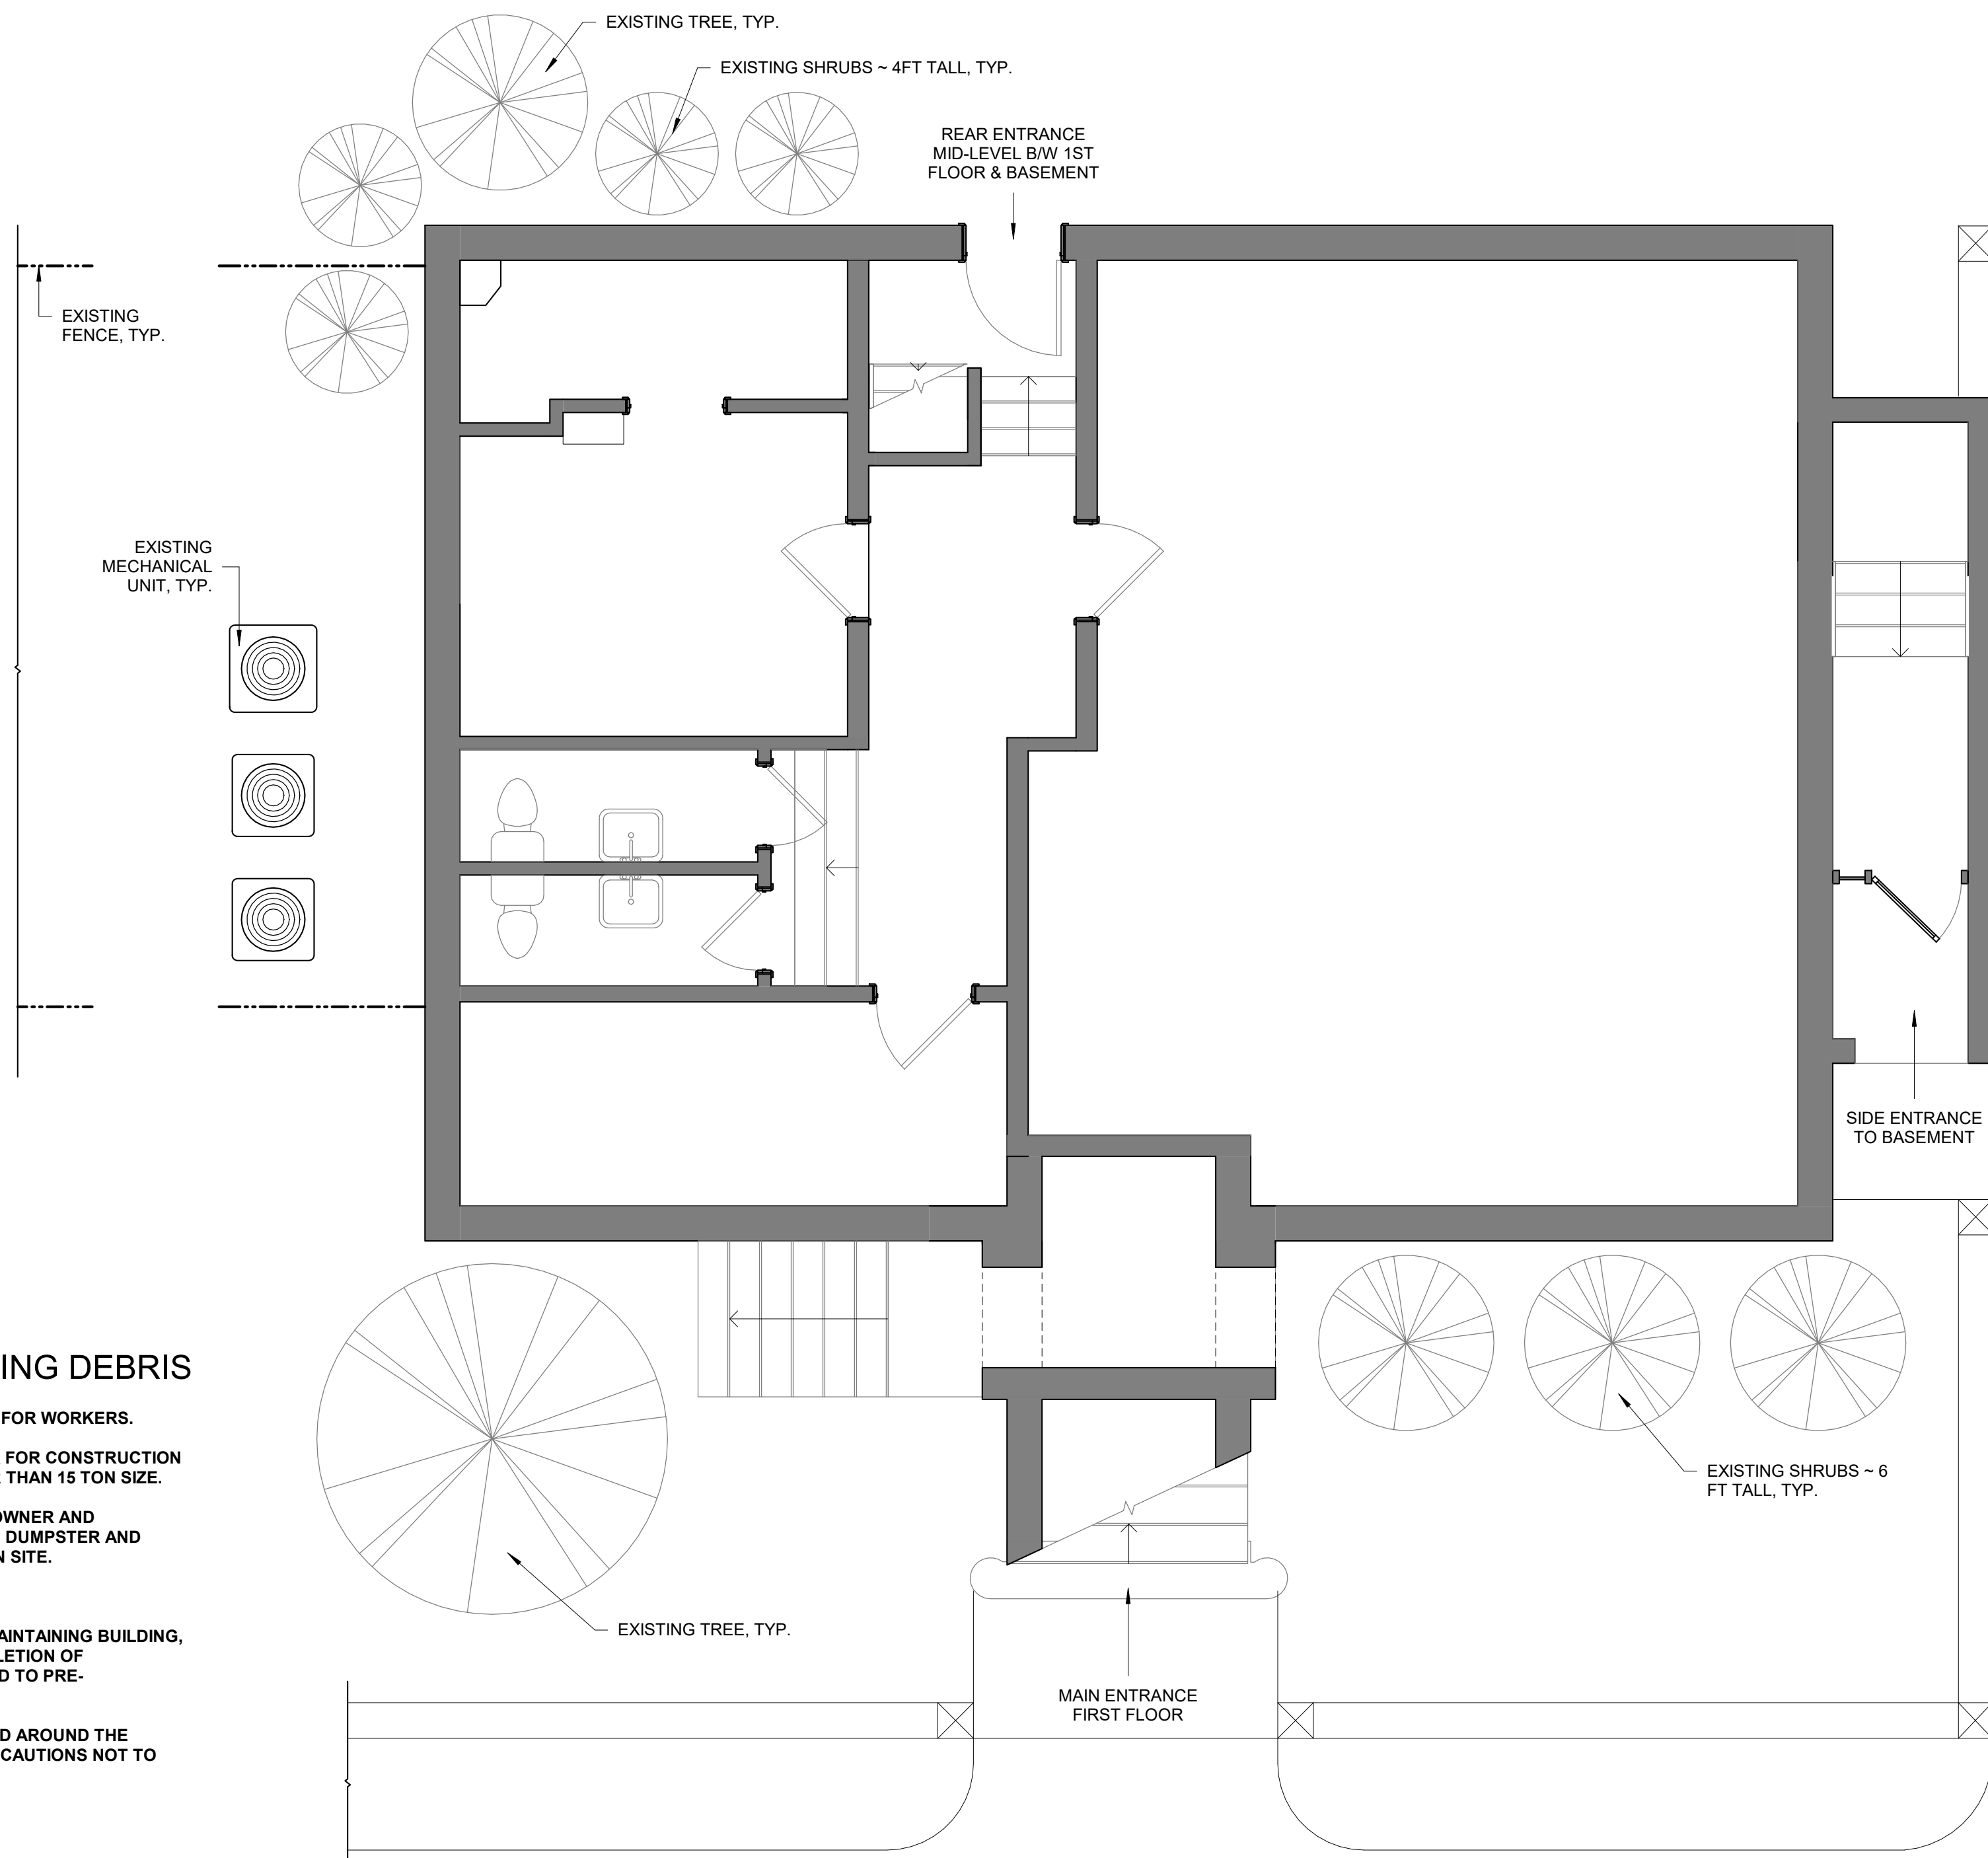 EXISTING TREE, TYP.
EXISTING SHRUBS ~ 4FT TALL, TYP.
REAR ENTRANCE
MID-LEVEL B/W 1ST
FLOOR & BASEMENT
EXISTING
FENCE, TYP.
EXISTING
MECHANICAL
UNIT, TYP.
SIDE ENTRANCE
TO BASEMENT
ING DEBRIS
FOR WORKERS.
FOR CONSTRUCTION
THAN 15 TON SIZE.
OWNER AND
DUMPSTER AND
N SITE.
AINTAINING BUILDING,
LETION OF
D TO PRE-
D AROUND THE
CAUTIONS NOT TO
EXISTING SHRUBS ~ 6
FT TALL, TYP.
EXISTING TREE, TYP.
MAIN ENTRANCE
FIRST FLOOR